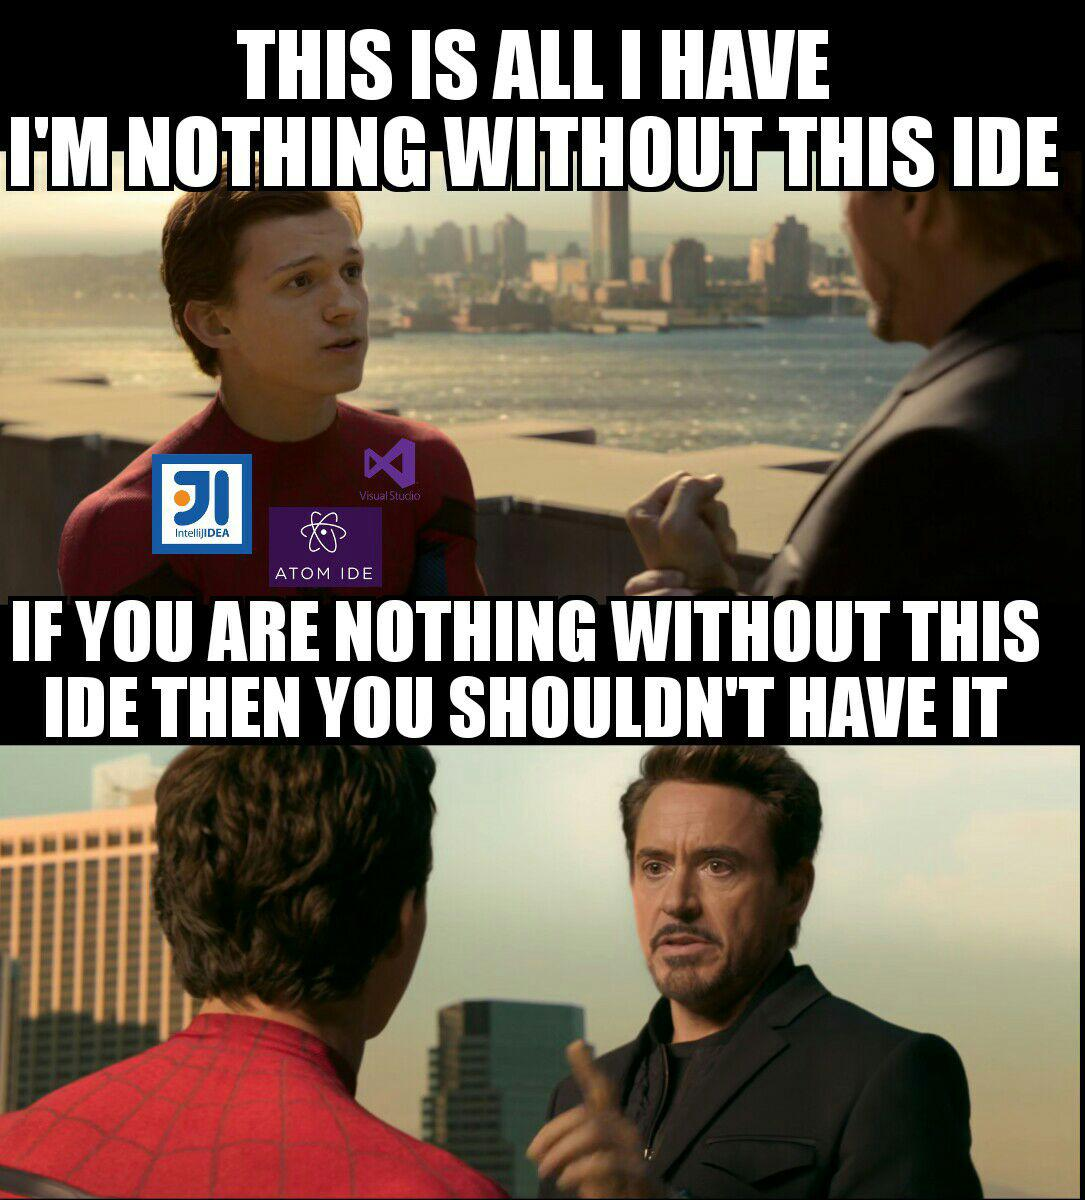 THIS IS ALL I HAVE
I'M NOTHING WITHOUT THIS IDE
JI
IntelliJIDEA
Visual Studio
ATOM IDE
IF YOU ARE NOTHING WITHOUT THIS
IDE THEN YOU SHOULDN'T HAVE IT